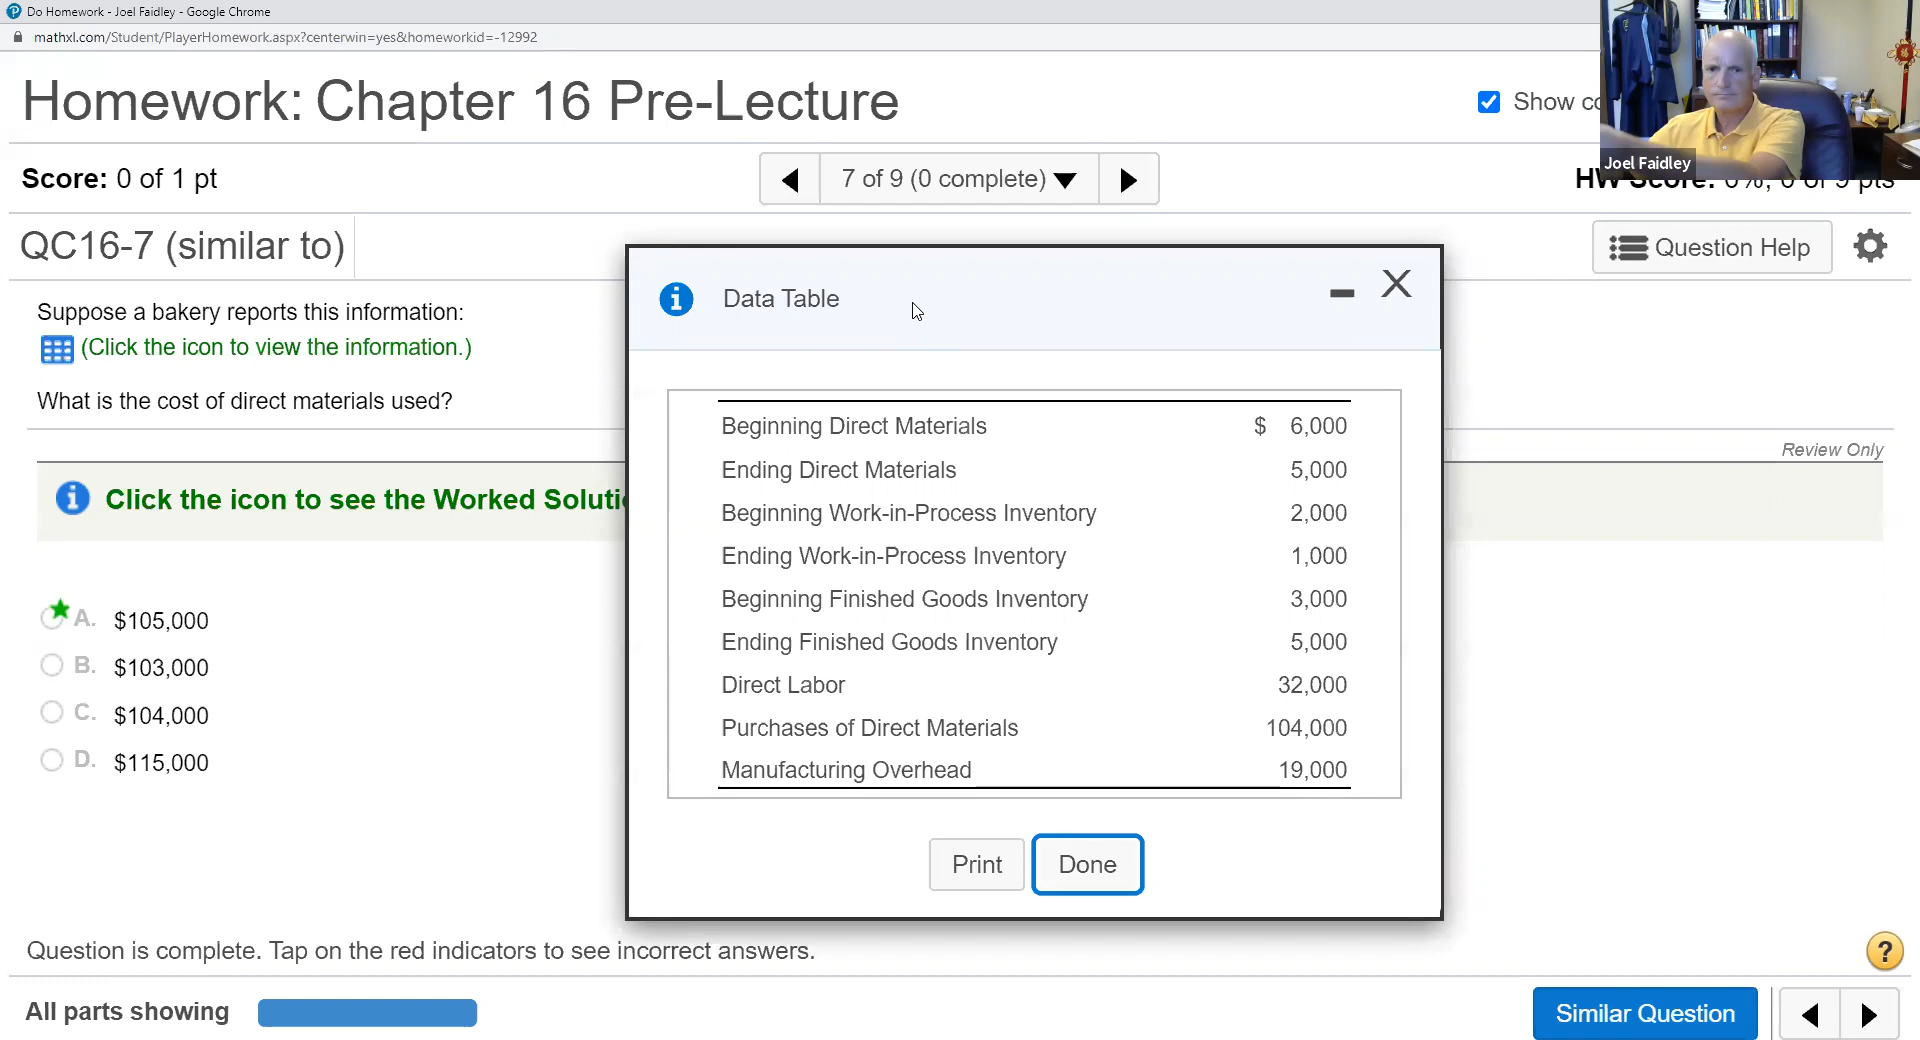 Do Homework - Joel Faidley - Google Chrome
mathxl.com/Student/PlayerHomework.aspx?centerwin=yes&homeworkid=-12992
Homework: Chapter 16 Pre-Lecture
Show co
Joel Faidley
Score: 0 of 1 pt
7 of 9 (0 complete)
HW Score: 0%, 0 of 9 pts
QC16-7 (similar to)
Question Help
Suppose a bakery reports this information:
(Click the icon to view the information.)
What is the cost of direct materials used?
Review Only
Click the icon to see the Worked Soluti
A. $105,000
B. $103,000
C. $104,000
D. $115,000
Data Table
Beginning Direct Materials $ 6,000
Ending Direct Materials 5,000
Beginning Work-in-Process Inventory 2,000
Ending Work-in-Process Inventory 1,000
Beginning Finished Goods Inventory 3,000
Ending Finished Goods Inventory 5,000
Direct Labor 32,000
Purchases of Direct Materials 104,000
Manufacturing Overhead 19,000
Print Done
Question is complete. Tap on the red indicators to see incorrect answers.
?
All parts showing
Similar Question